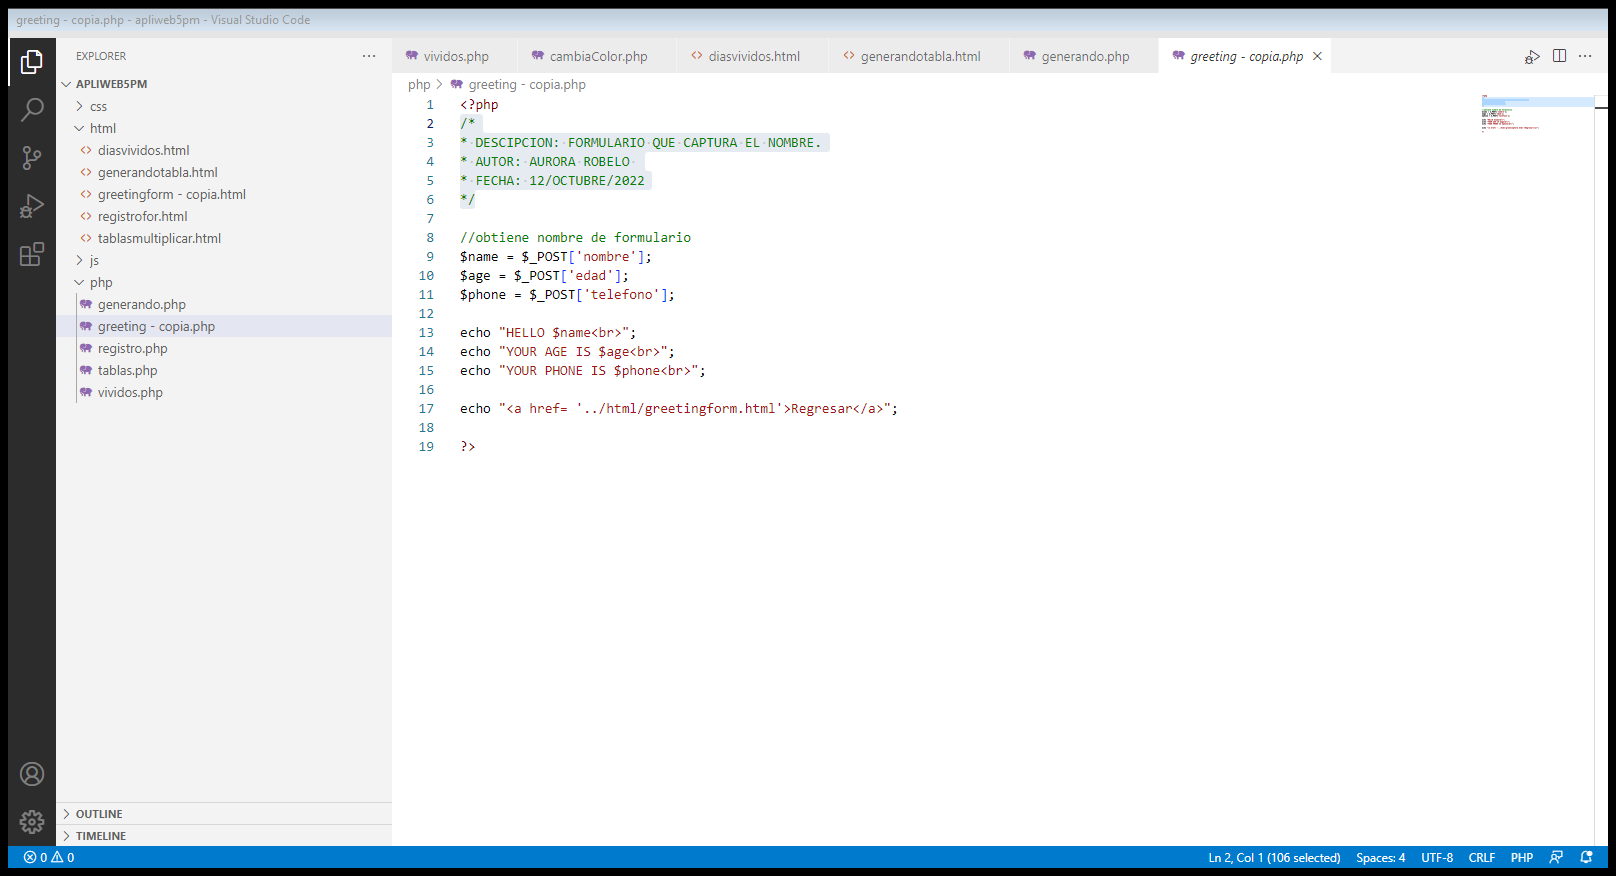 greeting - copia.php - apliweb5pm - Visual Studio Code
EXPLORER
APLIWEB5PM
css
html
diasvividos.html
generandotabla.html
greetingform - copia.html
registrofor.html
tablasmultiplicar.html
js
php
generando.php
greeting - copia.php
registro.php
tablas.php
vividos.php
OUTLINE
TIMELINE
vividos.php cambiaColor.php diasvividos.html generandotabla.html generando.php greeting - copia.php
php > greeting - copia.php
1 <?php
2 /*
3 * DESCIPCION: FORMULARIO QUE CAPTURA EL NOMBRE.
4 * AUTOR: AURORA ROBELO
5 * FECHA: 12/OCTUBRE/2022
6 */
7
8 //obtiene nombre de formulario
9 $name = $_POST['nombre'];
10 $age = $_POST['edad'];
11 $phone = $_POST['telefono'];
12
13 echo "HELLO $name<br>";
14 echo "YOUR AGE IS $age<br>";
15 echo "YOUR PHONE IS $phone<br>";
16
17 echo "<a href= '../html/greetingform.html'>Regresar</a>";
18
19 ?>
0 0 Ln 2, Col 1 (106 selected) Spaces: 4 UTF-8 CRLF PHP